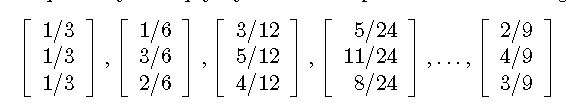 [ 1/3 ] [ 1/6 ] [ 3/12 ] [ 5/24 ] [ 2/9 ]
[ 1/3 ] , [ 3/6 ] , [ 5/12 ] , [ 11/24 ] , . . . , [ 4/9 ]
[ 1/3 ] [ 2/6 ] [ 4/12 ] [ 8/24 ] [ 3/9 ]